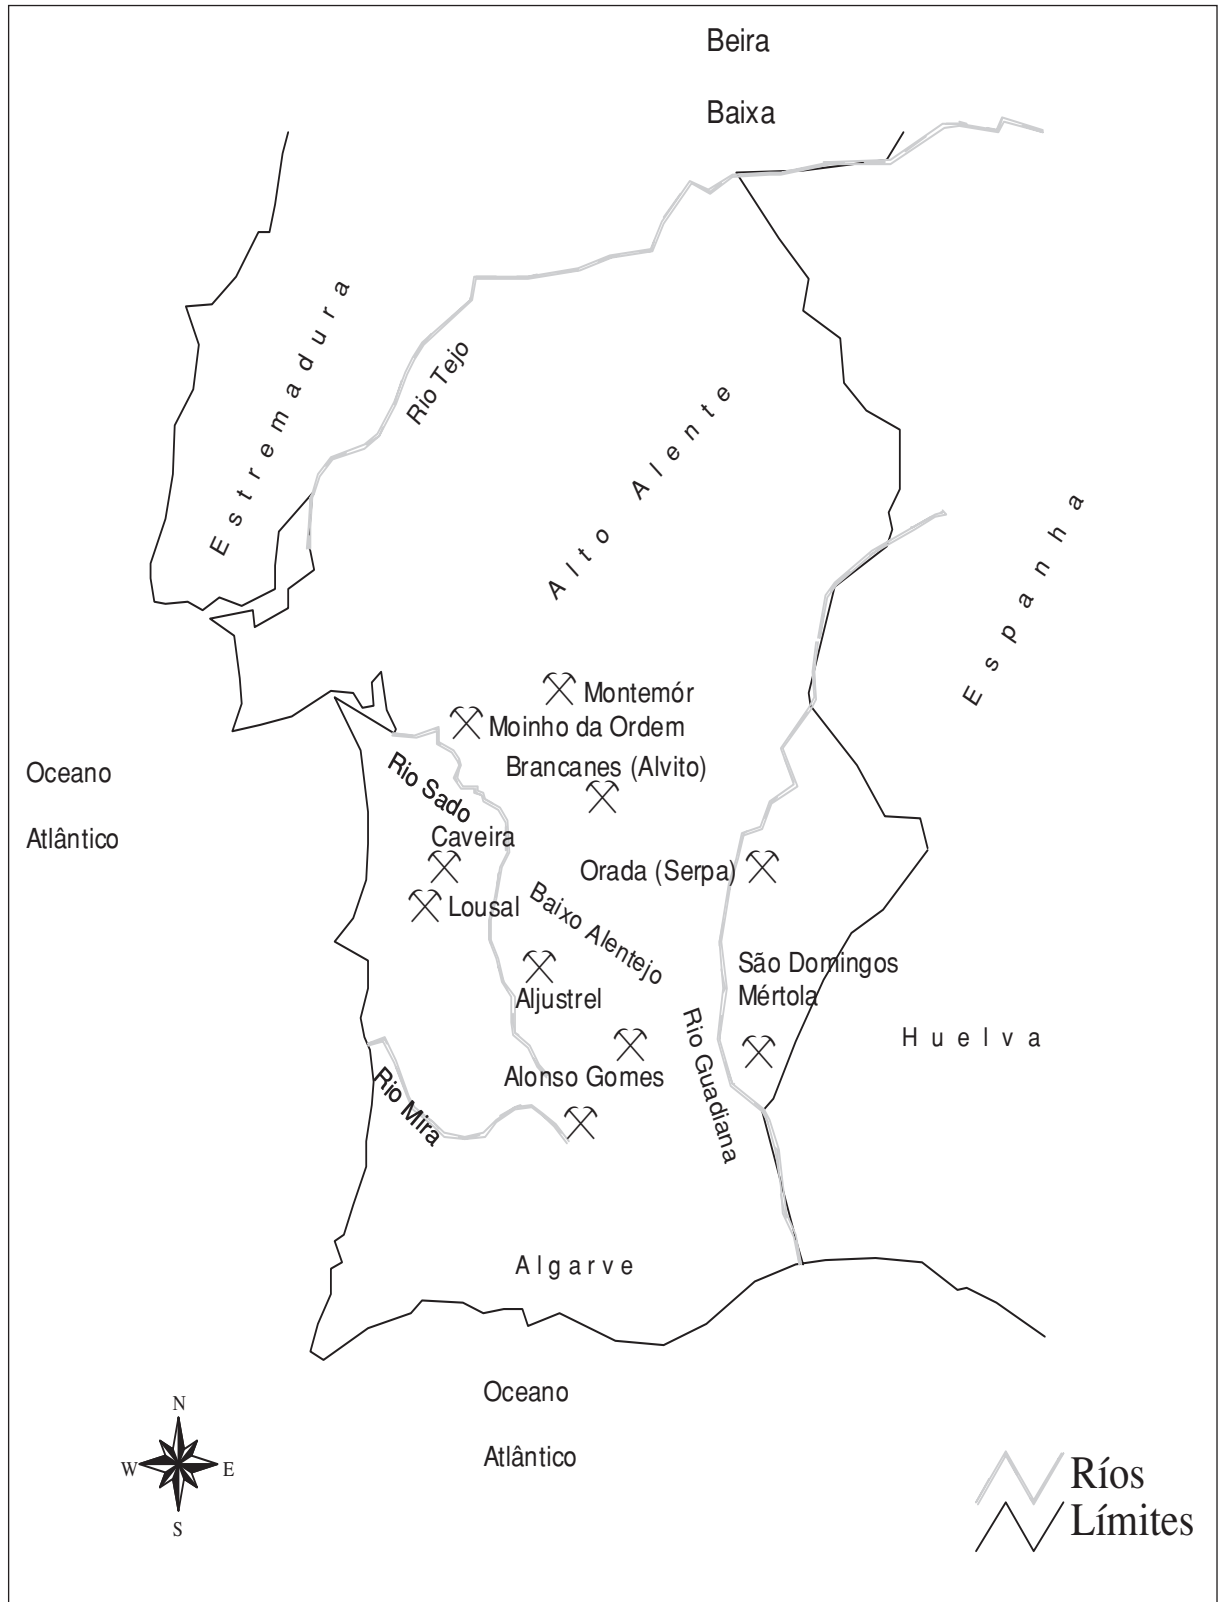 Beira
Baixa
Estremadura
Rio Tejo
Alto Alente
Espanha
Montemór
Moinho da Ordem
Brancanes (Alvito)
Oceano
Atlântico
Rio Sado
Caveira
Orada (Serpa)
Lousal
Baixo Alentejo
São Domingos
Mértola
Aljustrel
Rio Guadiana
Huelva
Alonso Gomes
Rio Mira
Algarve
Oceano
Atlântico
N
W
E
S
Ríos
Límites